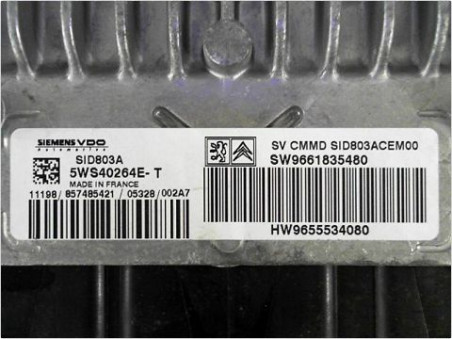 SIEMENS VDO
Automotive
SID803A
5WS40264E- T
MADE IN FRANCE
11198/ 857485421 / 05328 /002A7
SV CMMD SID803ACEM00
SW9661835480
HW9655534080